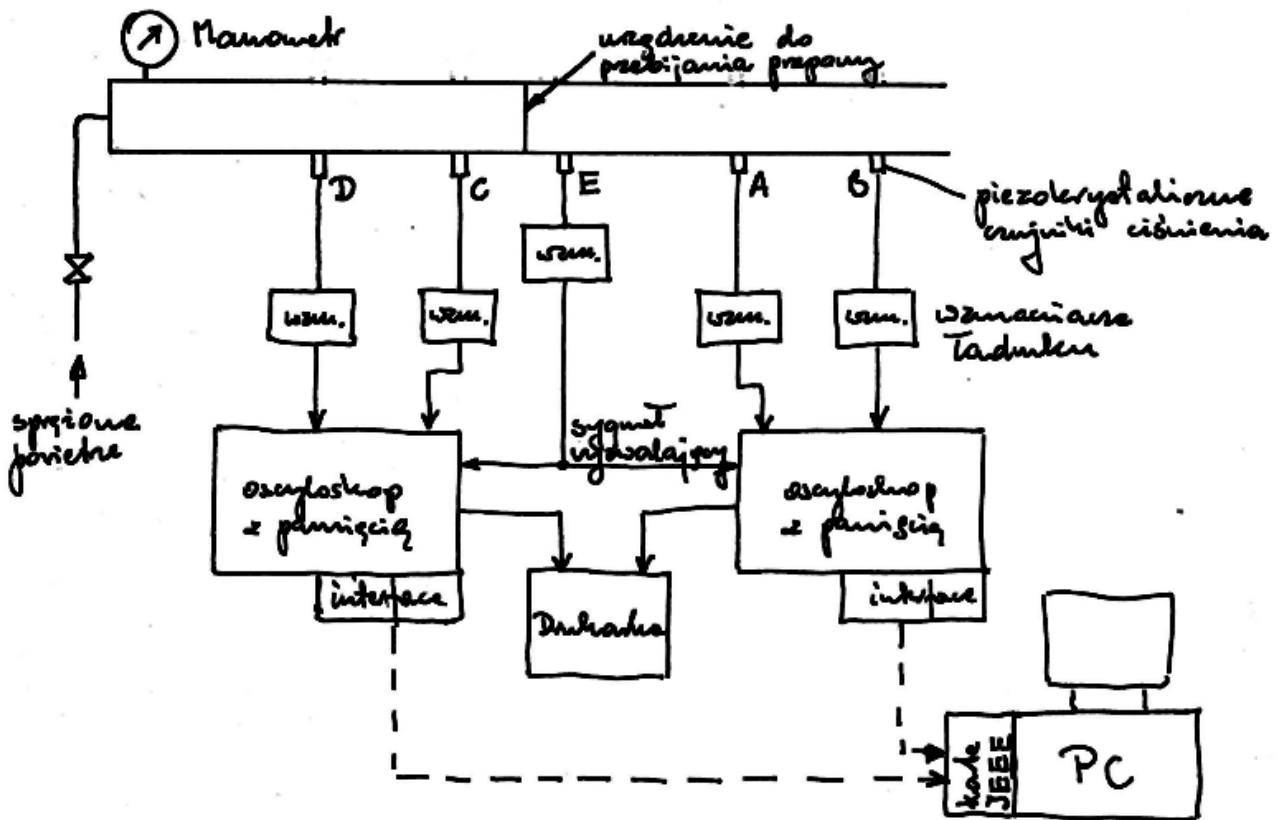 Manometr
urządzenie do
przebijania przepony
D
C
E
A
B
piezokrystaliczne
czujniki ciśnienia
wzm.
wzm.
wzm.
wzm.
wzm.
wzmacniacze
ładunku
sprężone
powietrze
sygnał
wyzwalający
oscyloskop
z pamięcią
oscyloskop
z pamięcią
interface
interface
Drukarka
karta
IEEE
PC